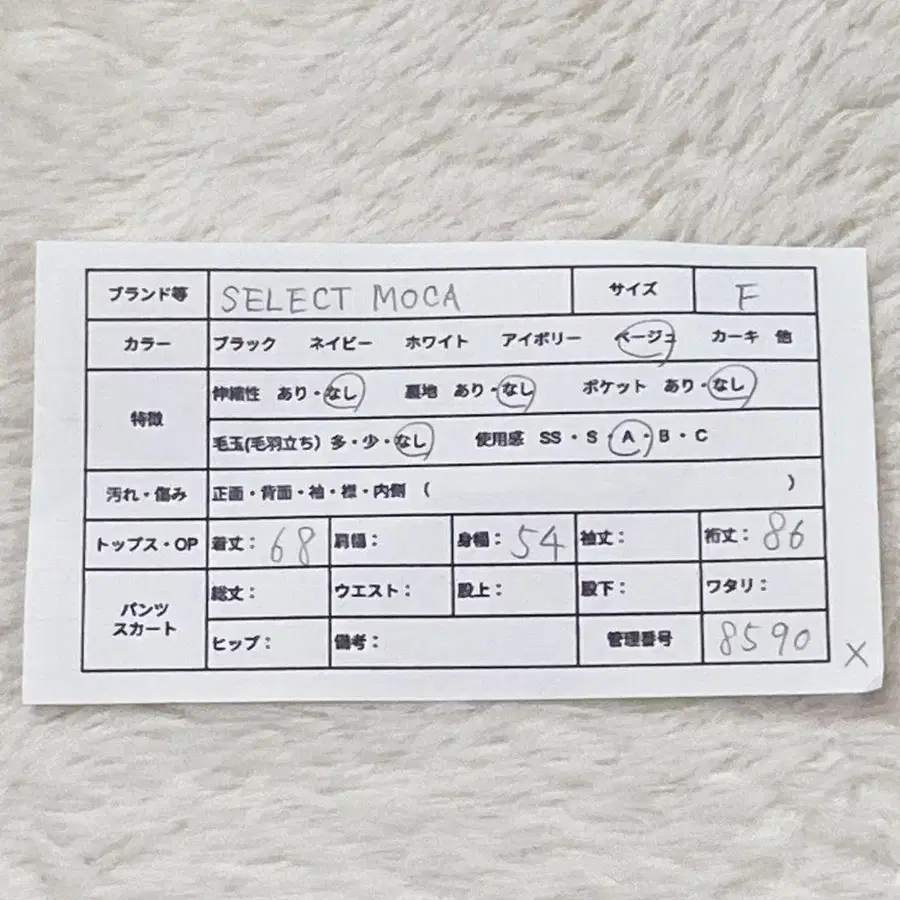 ブランド等 SELECT MOCA サイズ F
カラー ブラック ネイビー ホワイト アイボリー ベージュ カーキ 他
特徴 伸縮性 あり・なし 裏地 あり・なし ポケット あり・なし
毛玉(毛羽立ち) 多・少・なし 使用感 SS・S・A・B・C
汚れ・傷み 正面・背面・袖・襟・内側 ( )
トップス・OP 着丈: 68 肩幅: 身幅: 54 袖丈: 裄丈: 86
パンツ スカート 総丈: ウエスト: 股上: 股下: ワタリ:
ヒップ: 備考: 管理番号 8590 X